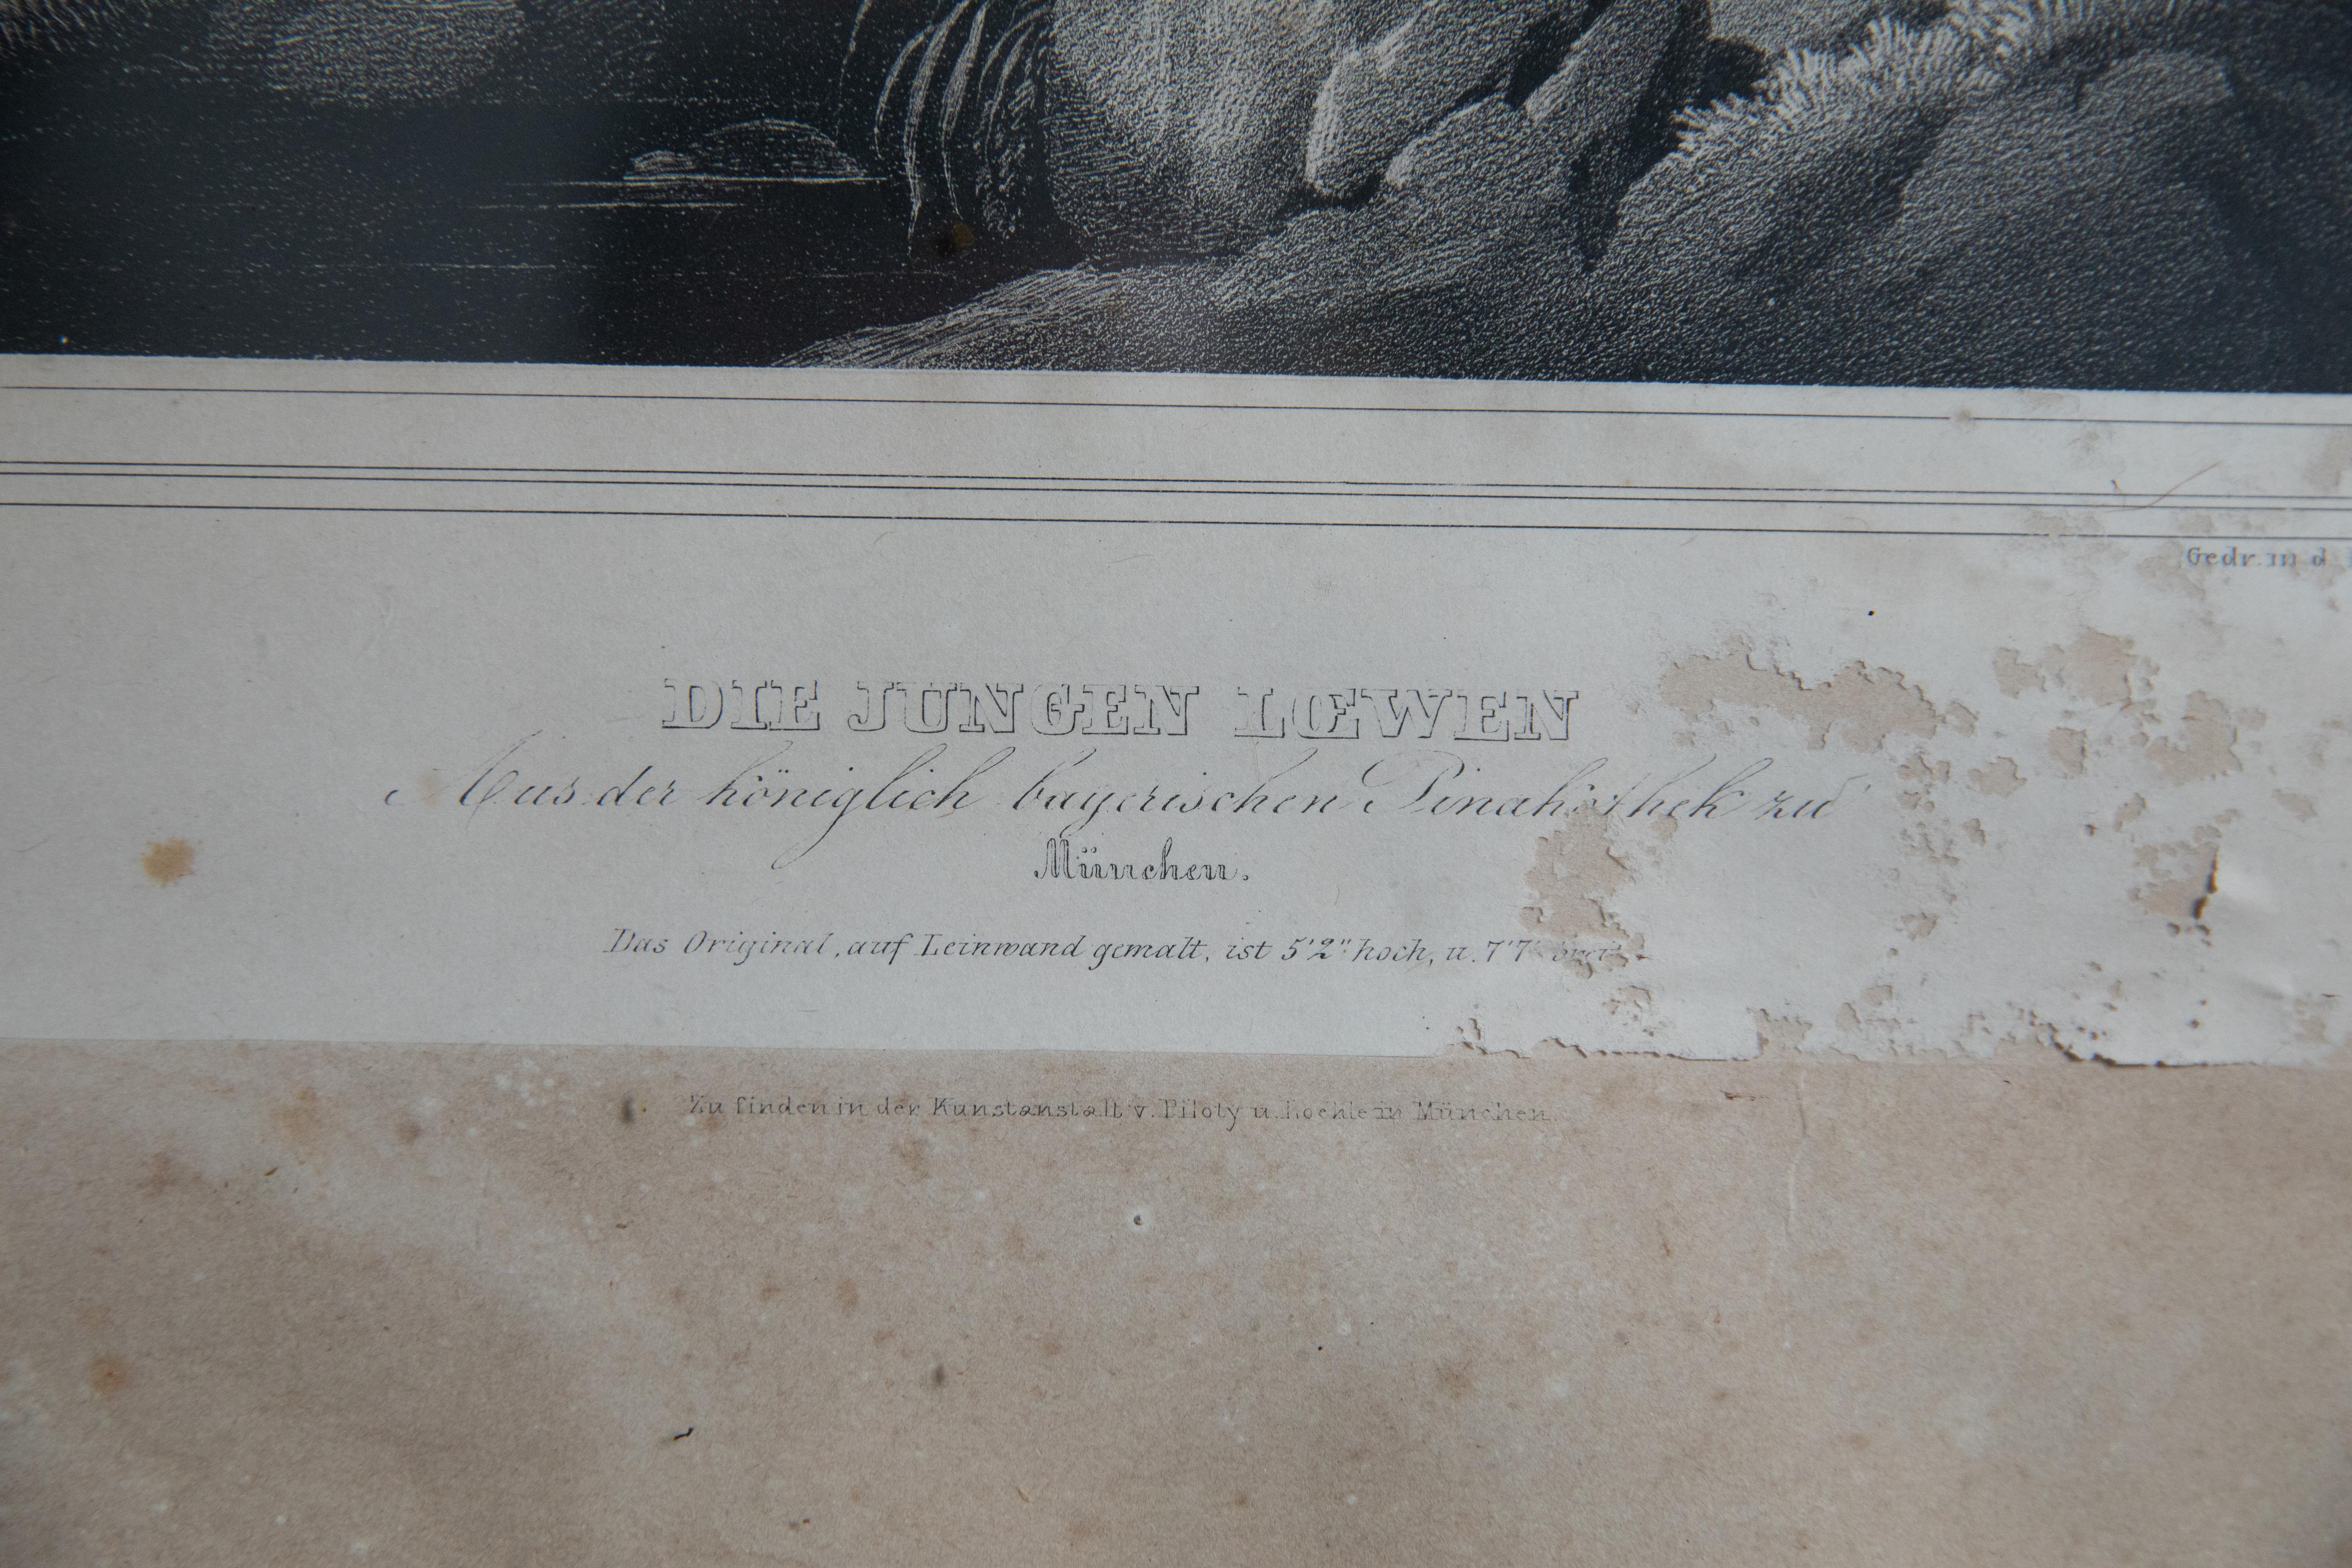 Gedr. in d
DIE JUNGEN LŒWEN
Aus der königlich bayerischen Pinakothek zu
München.
Das Original, auf Leinwand gemalt, ist 5'2" hoch, u. 7'7"
Zu finden in der Kunstanstalt v. Piloty u. Loehle in München.